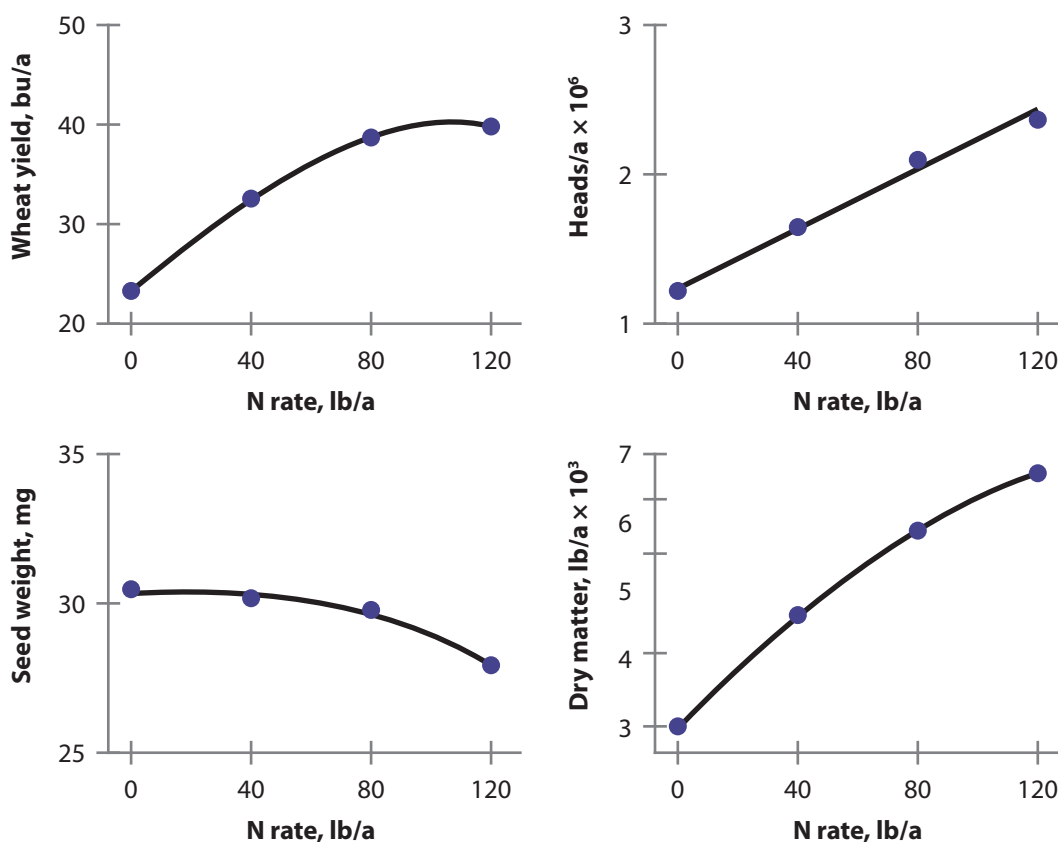 Wheat yield, bu/a
50
40
30
20
0 40 80 120
N rate, lb/a
Heads/a × 10⁶
3
2
1
0 40 80 120
N rate, lb/a
Seed weight, mg
35
30
25
0 40 80 120
N rate, lb/a
Dry matter, lb/a × 10³
7
6
5
4
3
0 40 80 120
N rate, lb/a